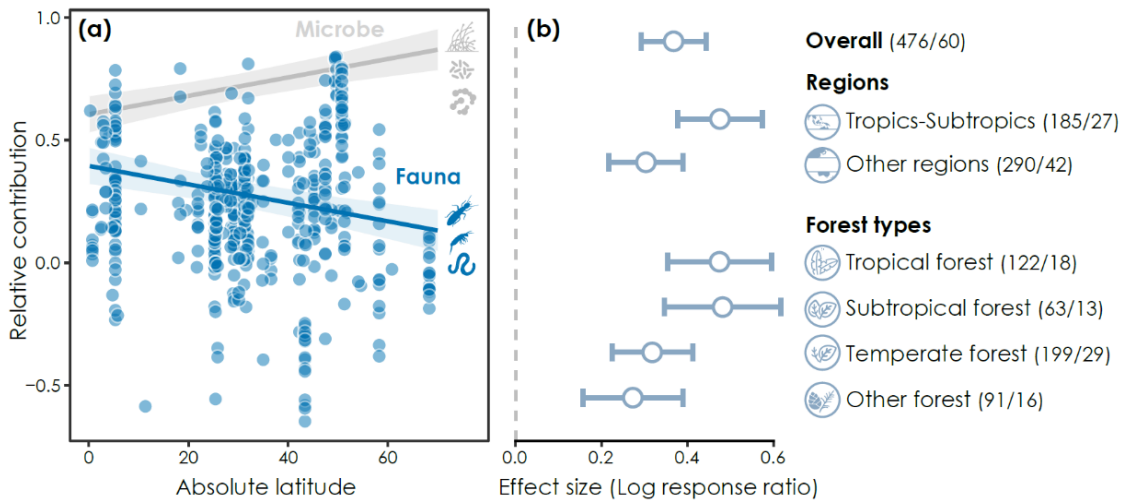 (a)
Microbe
Fauna
Relative contribution
1.0
0.5
0.0
−0.5
0
20
40
60
Absolute latitude
(b)
Overall (476/60)
Regions
Tropics-Subtropics (185/27)
Other regions (290/42)
Forest types
Tropical forest (122/18)
Subtropical forest (63/13)
Temperate forest (199/29)
Other forest (91/16)
0.0
0.2
0.4
0.6
Effect size (Log response ratio)